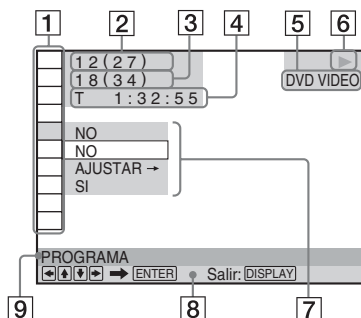 1 2 3 4 5 6
12(27)
18(34)
T 1:32:55
DVD VIDEO
NO
NO
AJUSTAR →
SI
PROGRAMA
ENTER Salir: DISPLAY
9 8 7